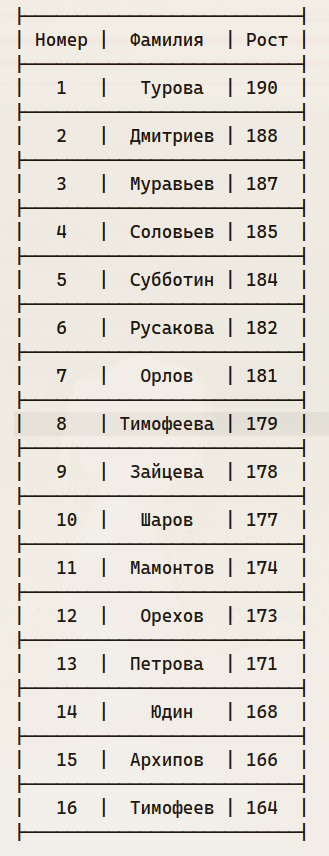 | Номер | Фамилия | Рост |
| 1 | Турова | 190 |
| 2 | Дмитриев | 188 |
| 3 | Муравьев | 187 |
| 4 | Соловьев | 185 |
| 5 | Субботин | 184 |
| 6 | Русакова | 182 |
| 7 | Орлов | 181 |
| 8 | Тимофеева | 179 |
| 9 | Зайцева | 178 |
| 10 | Шаров | 177 |
| 11 | Мамонтов | 174 |
| 12 | Орехов | 173 |
| 13 | Петрова | 171 |
| 14 | Юдин | 168 |
| 15 | Архипов | 166 |
| 16 | Тимофеев | 164 |